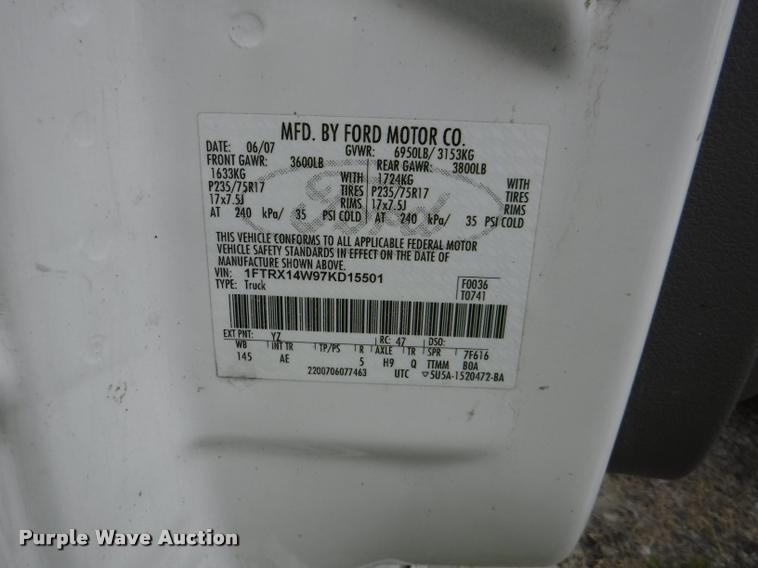 MFD. BY FORD MOTOR CO.
DATE: 06/07 GVWR: 6950LB/ 3153KG
FRONT GAWR: 3600LB REAR GAWR: 3800LB
1633KG WITH 1724KG WITH
P235/75R17 TIRES P235/75R17 TIRES
17x7.5J RIMS 17x7.5J RIMS
AT 240 kPa/ 35 PSI COLD AT 240 kPa/ 35 PSI COLD
Ford
THIS VEHICLE CONFORMS TO ALL APPLICABLE FEDERAL MOTOR
VEHICLE SAFETY STANDARDS IN EFFECT ON THE DATE OF
MANUFACTURE SHOWN ABOVE.
VIN: 1FTRX14W97KD15501 F0036
TYPE: Truck T0741
EXT PNT: YZ RC: 47 DSO:
WB INT TR TP/PS R AXLE TR SPR 7F616
145 AE 5 H9 Q TTMM BOA
2200706077463 UTC ▽5U5A-1520472-BA
Purple Wave Auction